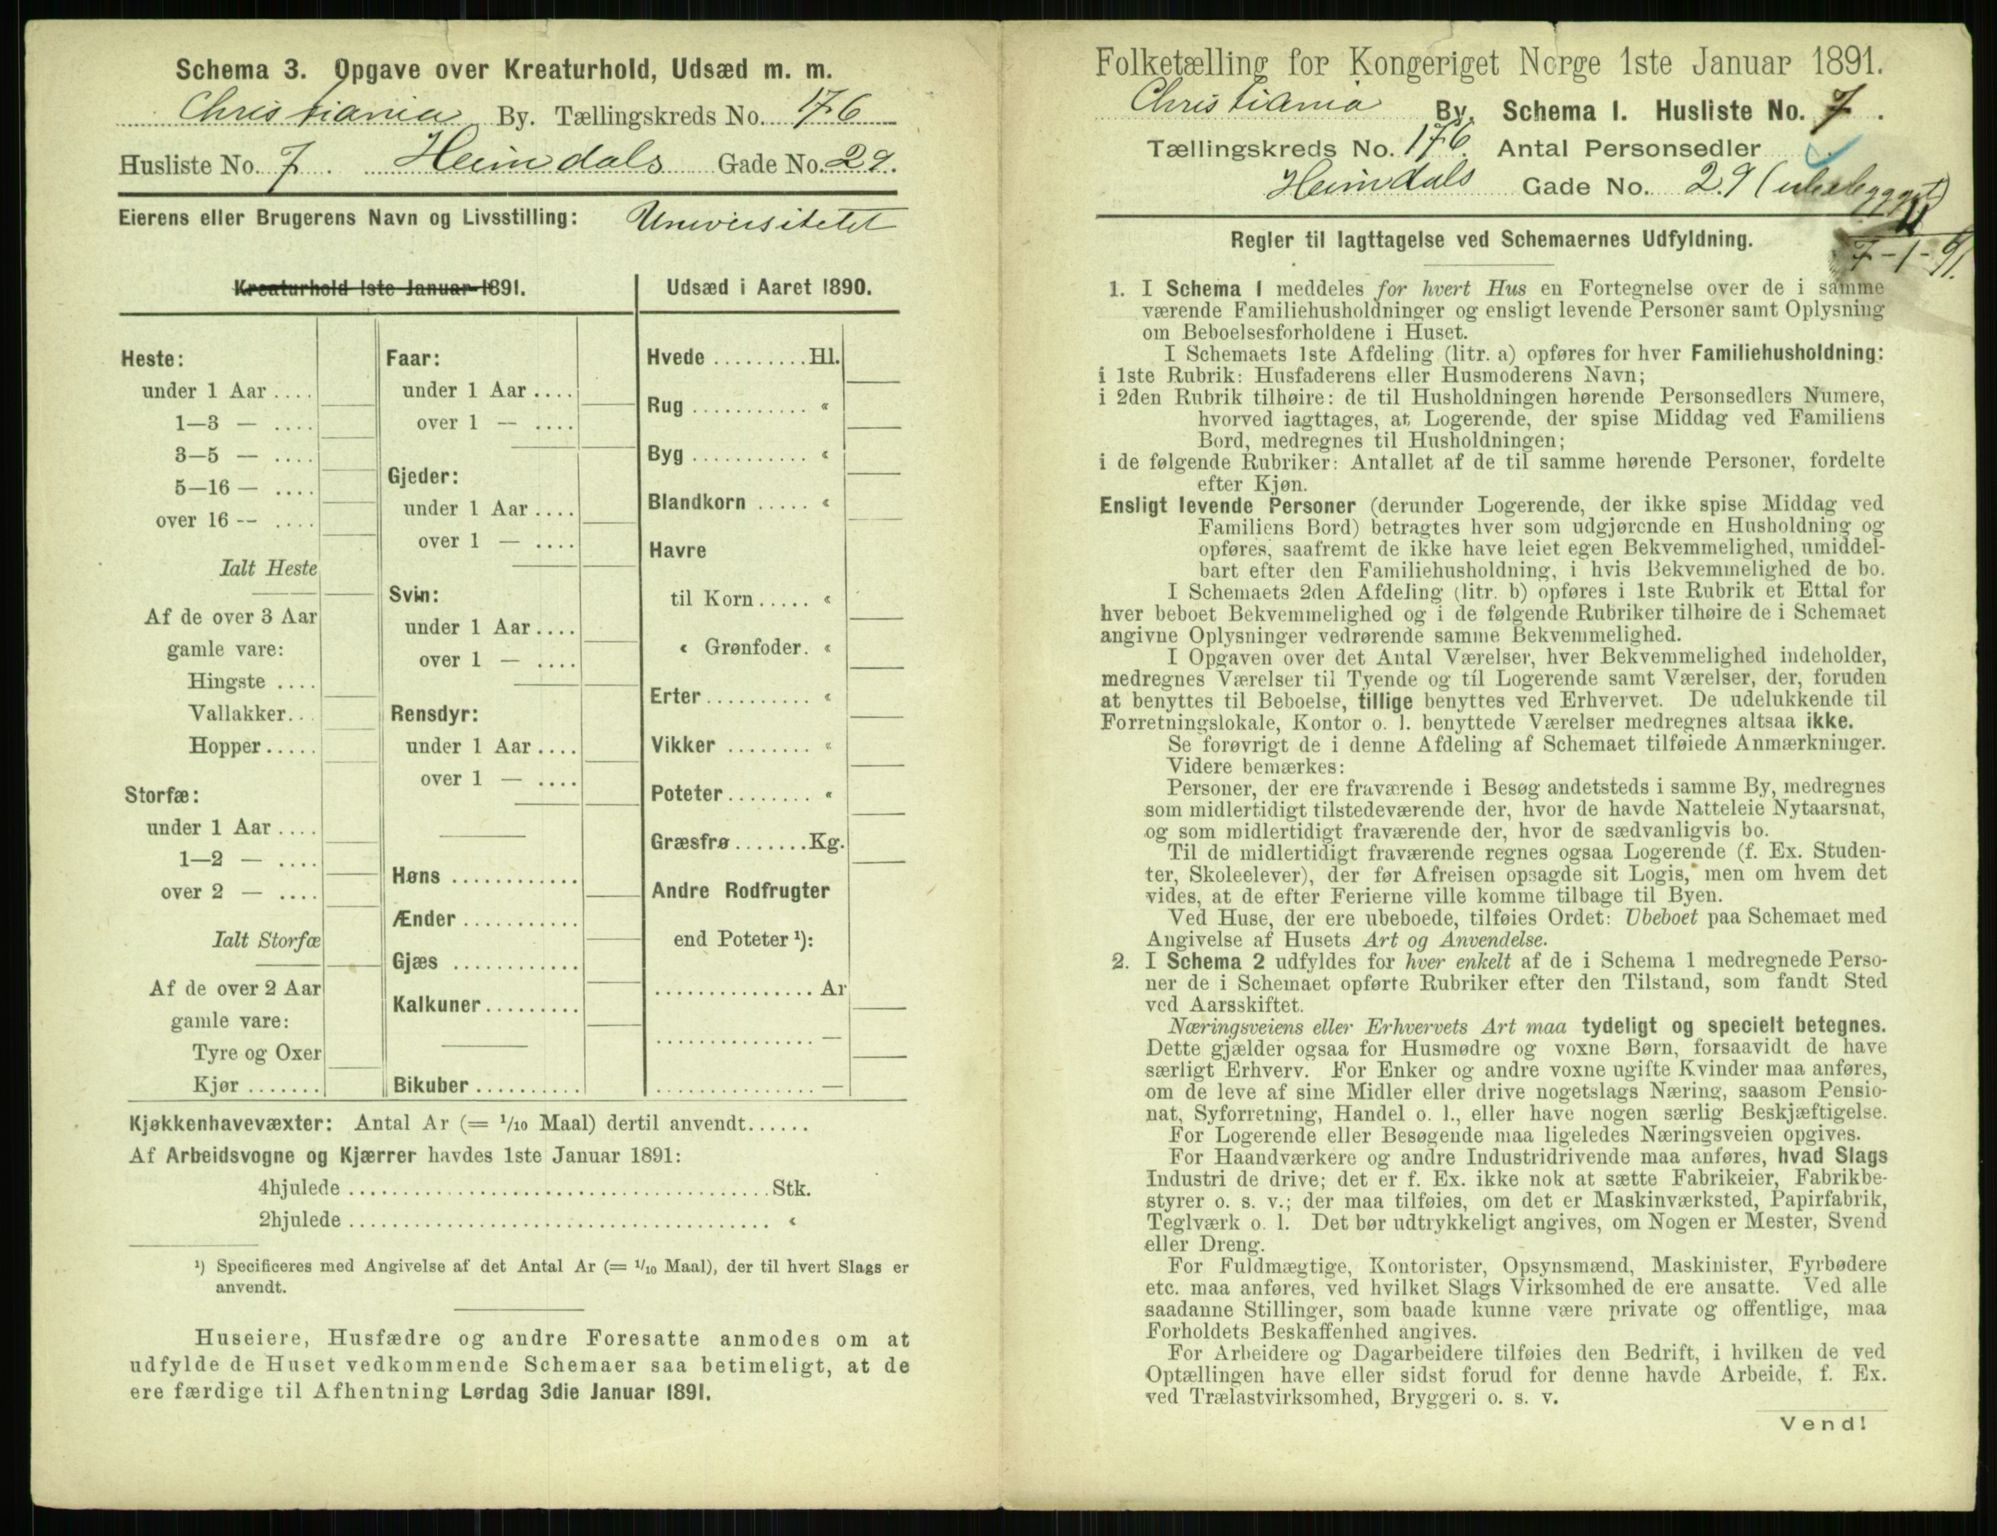 Schema 3. Opgave over Kreaturhold, Udsæd m. m.
Christiania By. Tællingskreds No. 176
Husliste No. 7. Heimdals Gade No. 29.
Eierens eller Brugerens Navn og Livsstilling: Universitetet
Kreaturhold 1ste Januar 1891.
Heste:
under 1 Aar ....
1—3 — ....
3—5 — ....
5—16 — ....
over 16 -- ....
Ialt Heste
Af de over 3 Aar
gamle vare:
Hingste ....
Vallakker...
Hopper.....
Storfæ:
under 1 Aar ....
1—2 — ....
over 2 — ....
Ialt Storfæ
Af de over 2 Aar
gamle vare:
Tyre og Oxer
Kjør .......
Faar:
under 1 Aar ....
over 1 — ....
Gjeder:
under 1 Aar ....
over 1 — ....
Svin:
under 1 Aar ....
over 1 — ....
Rensdyr:
under 1 Aar ....
over 1 — ....
Høns ............
Ænder ...........
Gjæs ............
Kalkuner.........
Bikuber ..........
Udsæd i Aaret 1890.
Hvede .........Hl.
Rug ........... «
Byg ........... «
Blandkorn ..... «
Havre
til Korn..... «
« Grønfoder. «
Erter .......... «
Vikker ........ «
Poteter........ «
Græsfrø .......Kg.
Andre Rodfrugter
end Poteter ¹):
............... Ar
............... —
............... —
Kjøkkenhavevæxter: Antal Ar (= 1/10 Maal) dertil anvendt......
Af Arbeidsvogne og Kjærrer havdes 1ste Januar 1891:
4hjulede ....................................... Stk.
2hjulede ....................................... «
¹) Specificeres med Angivelse af det Antal Ar (= 1/10 Maal), der til hvert Slags er
anvendt.
Huseiere, Husfædre og andre Foresatte anmodes om at
udfylde de Huset vedkommende Schemaer saa betimeligt, at de
ere færdige til Afhentning Lørdag 3die Januar 1891.
Folketælling for Kongeriget Norge 1ste Januar 1891.
Christiania By. Schema I. Husliste No. 7.
Tællingskreds No. 176. Antal Personsedler
Heimdals Gade No. 29 (ubebygget)
7-1-91.
Regler til Iagttagelse ved Schemaernes Udfyldning.
1. I Schema 1 meddeles for hvert Hus en Fortegnelse over de i samme
værende Familiehusholdninger og ensligt levende Personer samt Oplysning
om Beboelsesforholdene i Huset.
I Schemaets 1ste Afdeling (litr. a) opføres for hver Familiehusholdning:
i 1ste Rubrik: Husfaderens eller Husmoderens Navn;
i 2den Rubrik tilhøire: de til Husholdningen hørende Personsedlers Numere,
hvorved iagttages, at Logerende, der spise Middag ved Familiens
Bord, medregnes til Husholdningen;
i de følgende Rubriker: Antallet af de til samme hørende Personer, fordelte
efter Kjøn.
Ensligt levende Personer (derunder Logerende, der ikke spise Middag ved
Familiens Bord) betragtes hver som udgjørende en Husholdning og
opføres, saafremt de ikke have leiet egen Bekvemmelighed, umiddel-
bart efter den Familiehusholdning, i hvis Bekvemmelighed de bo.
I Schemaets 2den Afdeling (litr. b) opføres i 1ste Rubrik et Ettal for
hver beboet Bekvemmelighed og i de følgende Rubriker tilhøire de i Schemaet
angivne Oplysninger vedrørende samme Bekvemmelighed.
I Opgaven over det Antal Værelser, hver Bekvemmelighed indeholder,
medregnes Værelser til Tyende og til Logerende samt Værelser, der, foruden
at benyttes til Beboelse, tillige benyttes ved Erhvervet. De udelukkende til
Forretningslokale, Kontor o. l. benyttede Værelser medregnes altsaa ikke.
Se forøvrigt de i denne Afdeling af Schemaet tilføiede Anmærkninger.
Videre bemærkes:
Personer, der ere fraværende i Besøg andetsteds i samme By, medregnes
som midlertidigt tilstedeværende der, hvor de havde Natteleie Nytaarsnat,
og som midlertidigt fraværende der, hvor de sædvanligvis bo.
Til de midlertidigt fraværende regnes ogsaa Logerende (f. Ex. Studen-
ter, Skoleelever), der før Afreisen opsagde sit Logis, men om hvem det
vides, at de efter Ferierne ville komme tilbage til Byen.
Ved Huse, der ere ubeboede, tilføies Ordet: Ubeboet paa Schemaet med
Angivelse af Husets Art og Anvendelse.
2. I Schema 2 udfyldes for hver enkelt af de i Schema 1 medregnede Perso-
ner de i Schemaet opførte Rubriker efter den Tilstand, som fandt Sted
ved Aarsskiftet.
Næringsveiens eller Erhvervets Art maa tydeligt og specielt betegnes.
Dette gjælder ogsaa for Husmødre og voxne Børn, forsaavidt de have
særligt Erhverv. For Enker og andre voxne ugifte Kvinder maa anføres,
om de leve af sine Midler eller drive nogetslags Næring, saasom Pensio-
nat, Syforretning, Handel o. l., eller have nogen særlig Beskjæftigelse.
For Logerende eller Besøgende maa ligeledes Næringsveien opgives.
For Haandværkere og andre Industridrivende maa anføres, hvad Slags
Industri de drive; det er f. Ex. ikke nok at sætte Fabrikeier, Fabrikbe-
styrer o. s. v.; der maa tilføies, om det er Maskinværksted, Papirfabrik,
Teglværk o. l. Det bør udtrykkeligt angives, om Nogen er Mester, Svend
eller Dreng.
For Fuldmægtige, Kontorister, Opsynsmænd, Maskinister, Fyrbødere
etc. maa anføres, ved hvilket Slags Virksomhed de ere ansatte. Ved alle
saadanne Stillinger, som baade kunne være private og offentlige, maa
Forholdets Beskaffenhed angives.
For Arbeidere og Dagarbeidere tilføies den Bedrift, i hvilken de ved
Optællingen have eller sidst forud for denne havde Arbeide, f. Ex.
ved Trælastvirksomhed, Bryggeri o. s. v.
Vend!